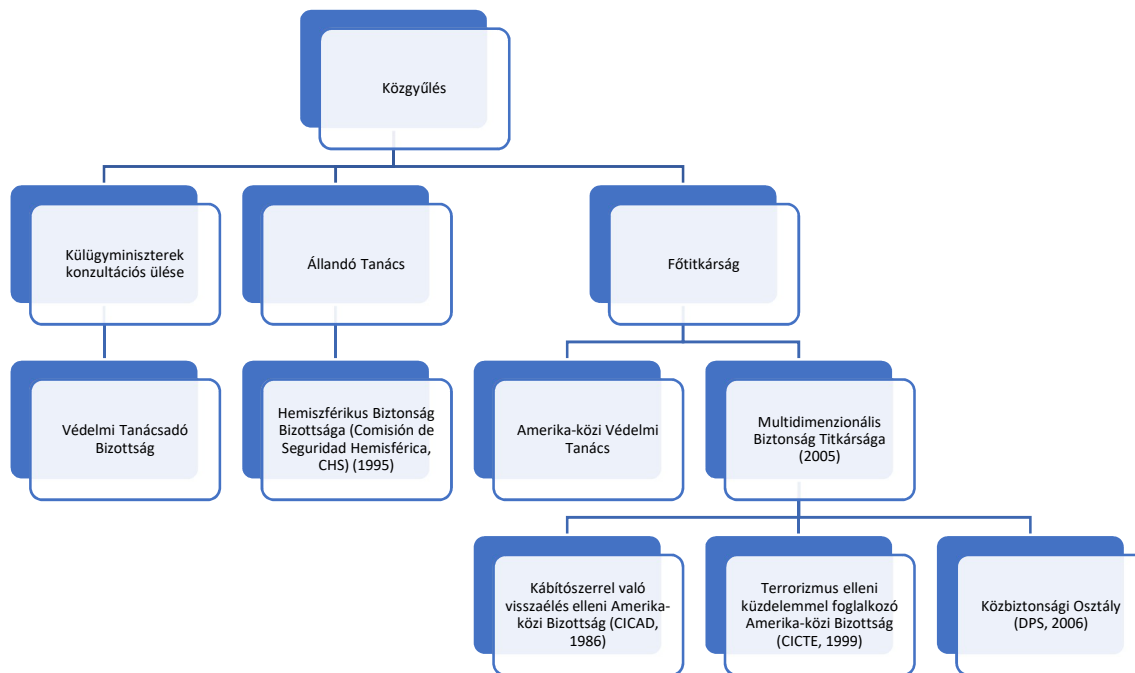 Közgyűlés
Külügyminiszterek
konzultációs ülése
Állandó Tanács
Főtitkárság
Védelmi Tanácsadó
Bizottság
Hemiszférikus Biztonság
Bizottsága (Comisión de
Seguridad Hemisférica,
CHS) (1995)
Amerika-közi Védelmi
Tanács
Multidimenzionális
Biztonság Titkársága
(2005)
Kábítószerrel való
visszaélés elleni Amerika-
közi Bizottság (CICAD,
1986)
Terrorizmus elleni
küzdelemmel foglalkozó
Amerika-közi Bizottság
(CICTE, 1999)
Közbiztonsági Osztály
(DPS, 2006)